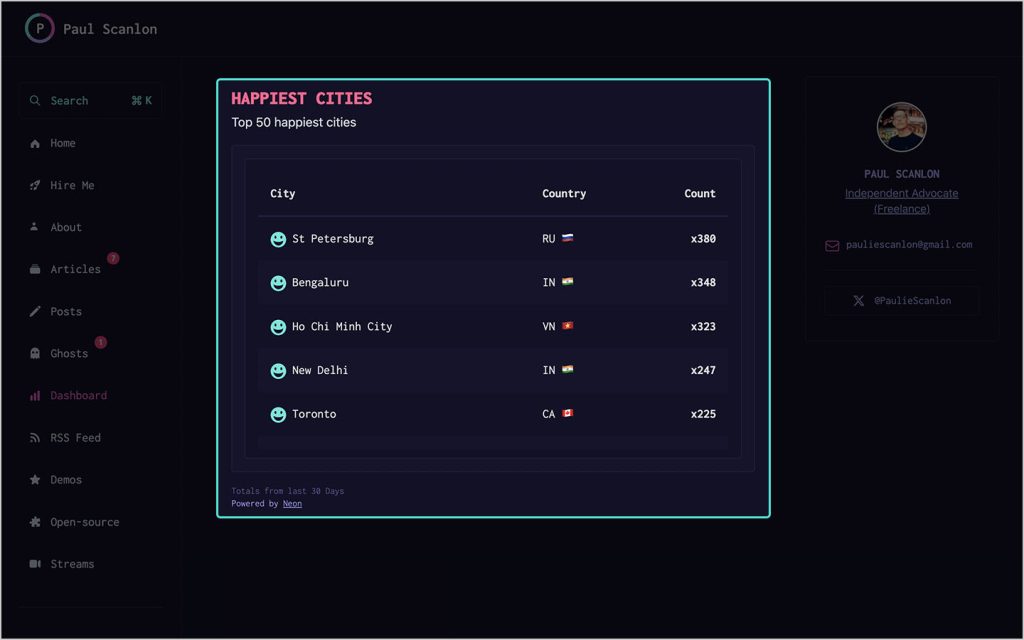 P Paul Scanlon
Search ⌘ K
Home
Hire Me
About
Articles 7
Posts
Ghosts 1
Dashboard
RSS Feed
Demos
Open-source
Streams
HAPPIEST CITIES
Top 50 happiest cities
City Country Count
St Petersburg RU x380
Bengaluru IN x348
Ho Chi Minh City VN x323
New Delhi IN x247
Toronto CA x225
Totals from last 30 Days
Powered by Neon
PAUL SCANLON
Independent Advocate
(Freelance)
pauliescanlon@gmail.com
@PaulieScanlon